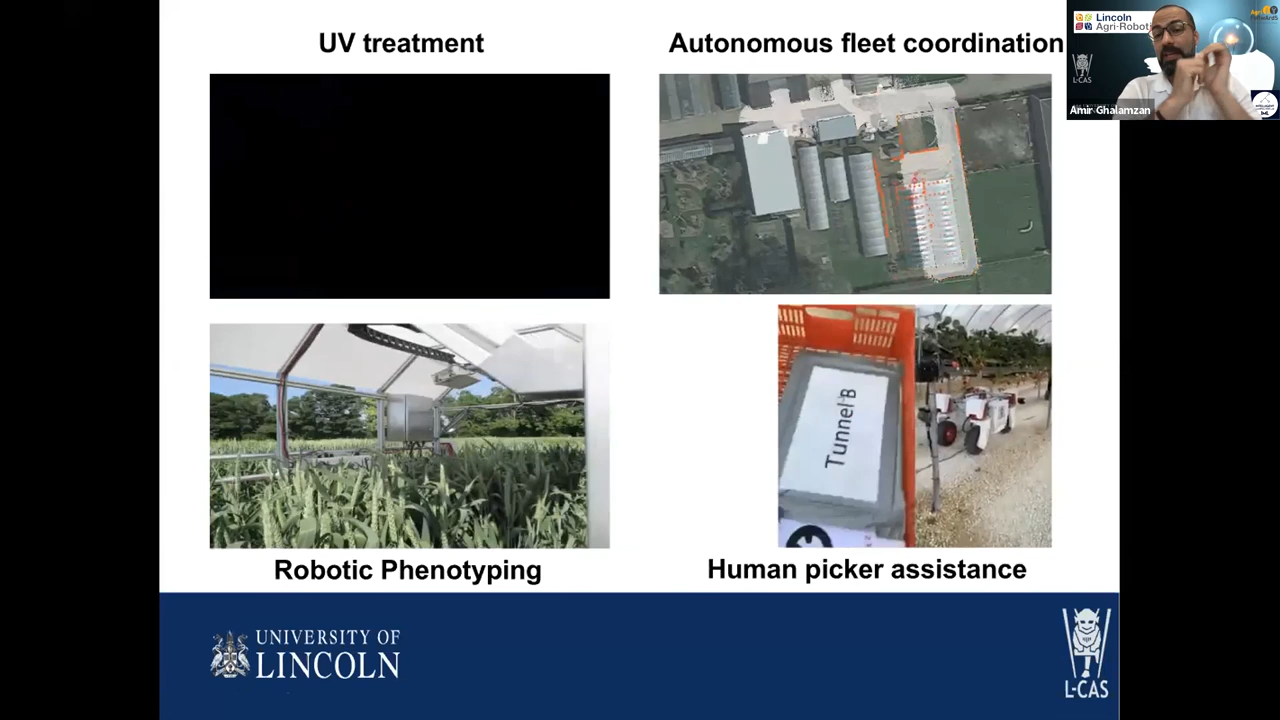 UV treatment
Autonomous fleet coordination
Lincoln
Agri-Robot
L-CAS
Amir Ghalamzan
Tunnel B
Robotic Phenotyping
Human picker assistance
UNIVERSITY OF
LINCOLN
L-CAS